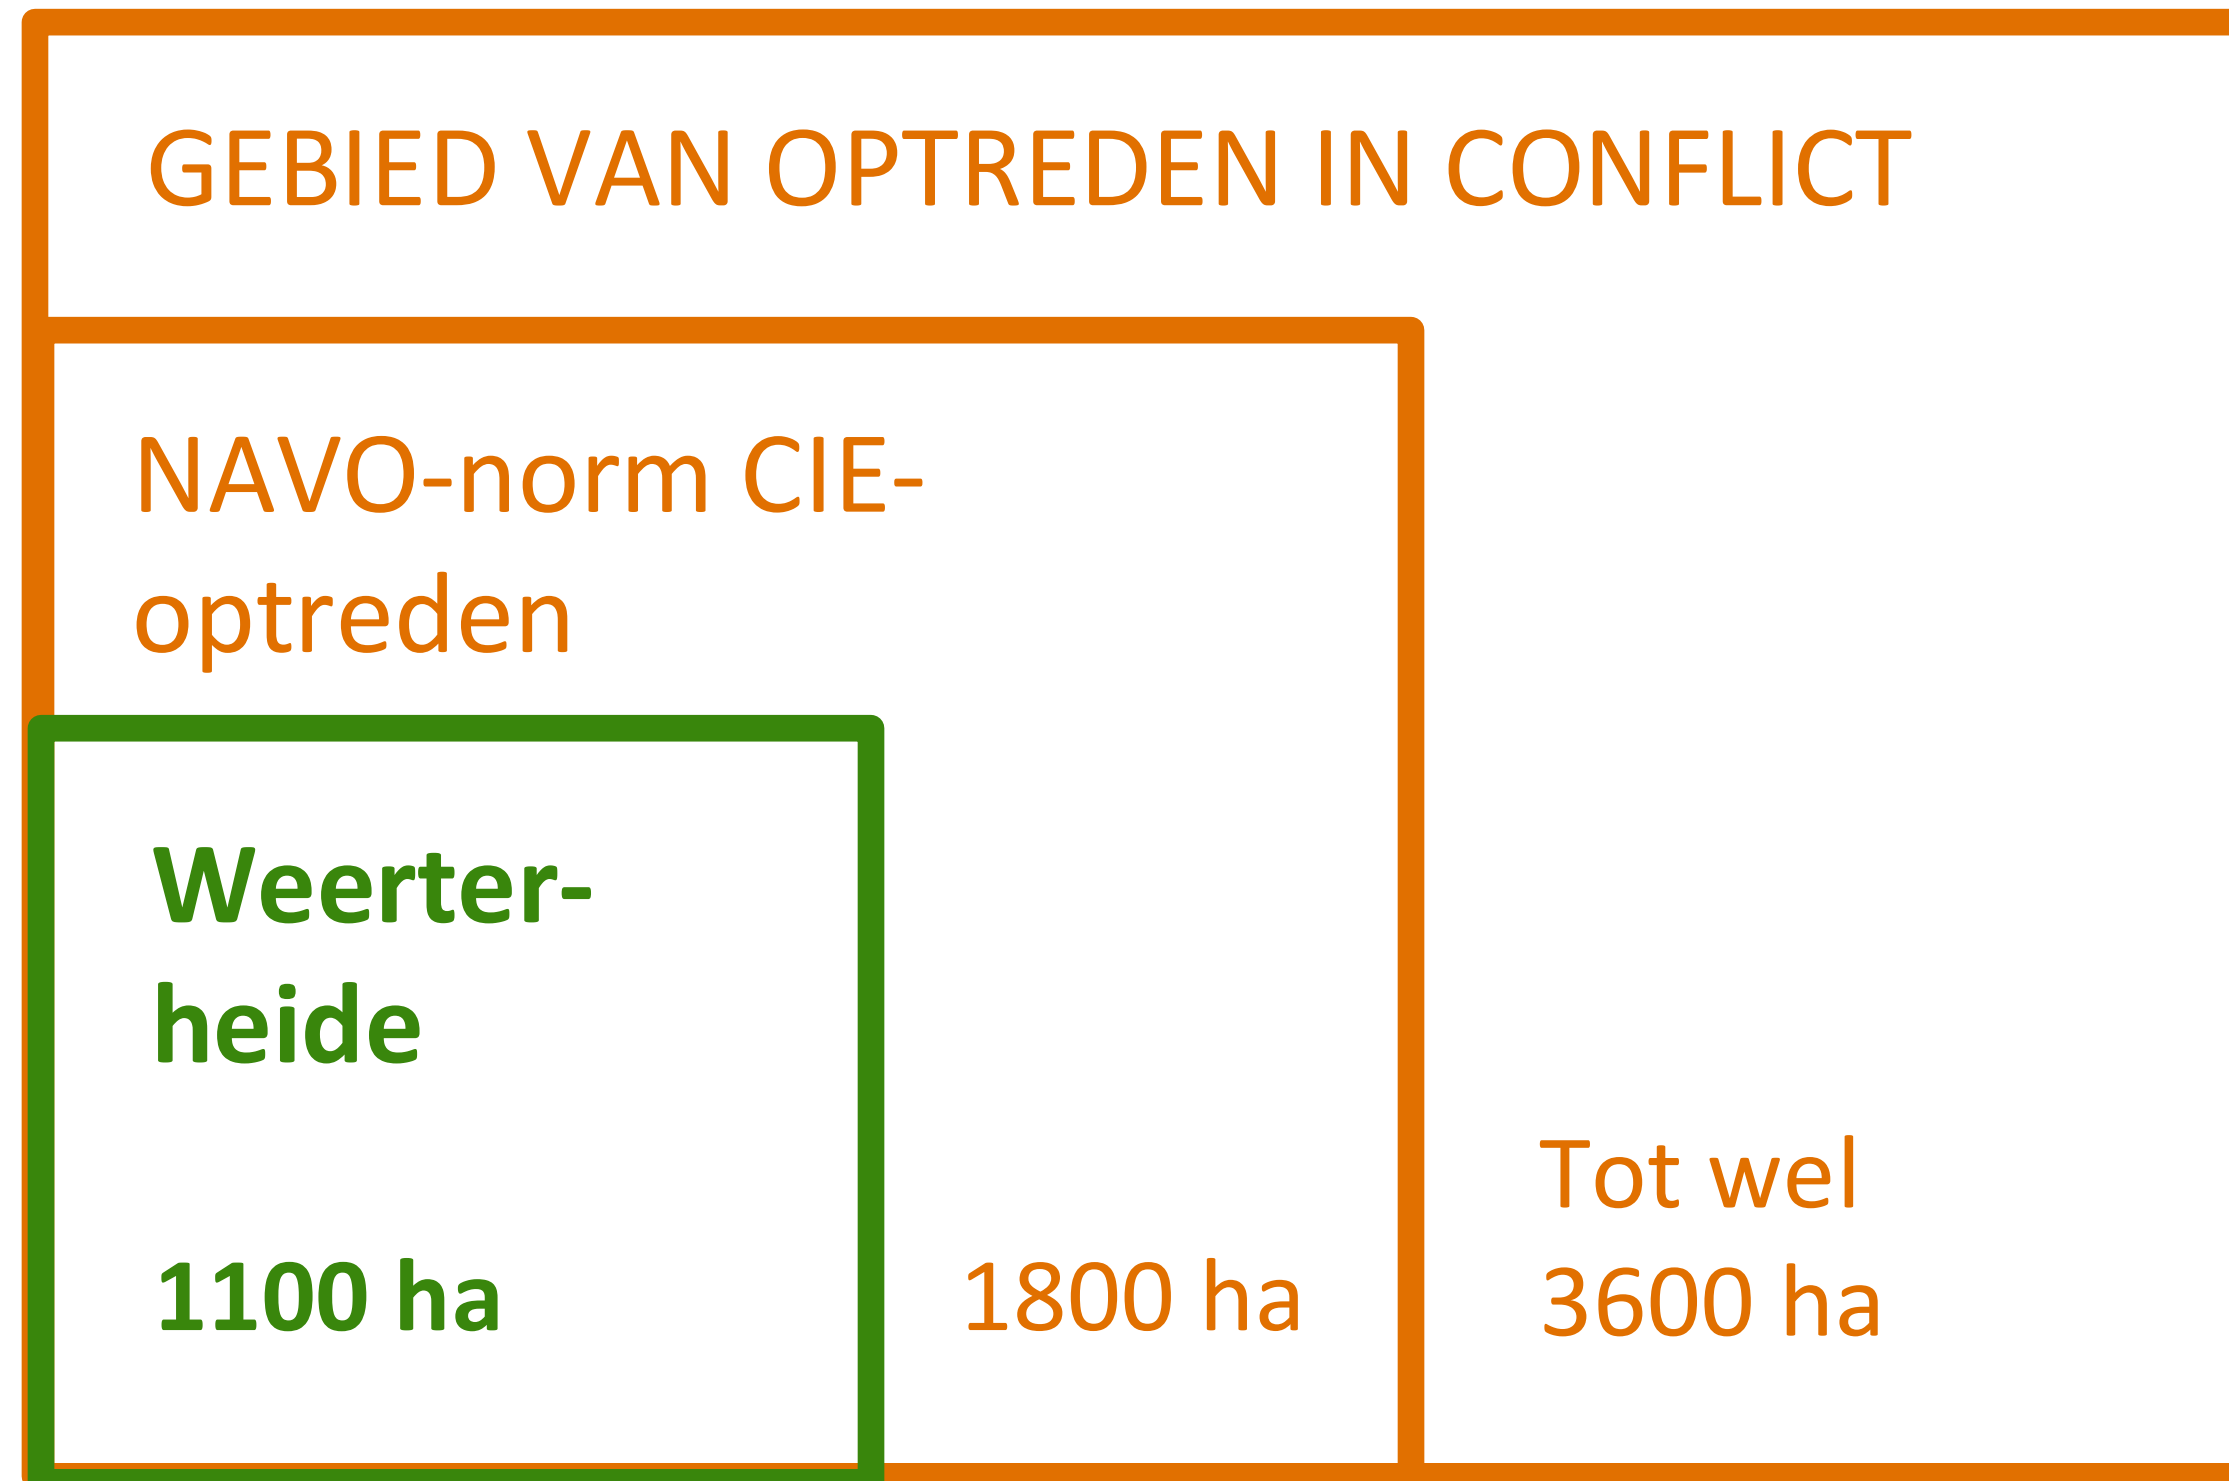 GEBIED VAN OPTREDEN IN CONFLICT
NAVO-norm CIE-
optreden
Weerter-
heide
1100 ha
1800 ha
Tot wel
3600 ha